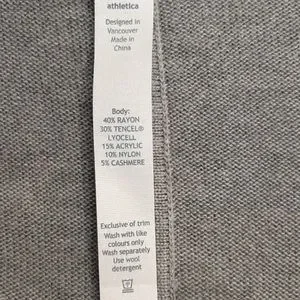 athletica
Designed in
Vancouver
Made in
China
Body:
40% RAYON
30% TENCEL®
LYOCELL
15% ACRYLIC
10% NYLON
5% CASHMERE
Exclusive of trim
Wash with like
colours only
Wash separately
Use wool
detergent